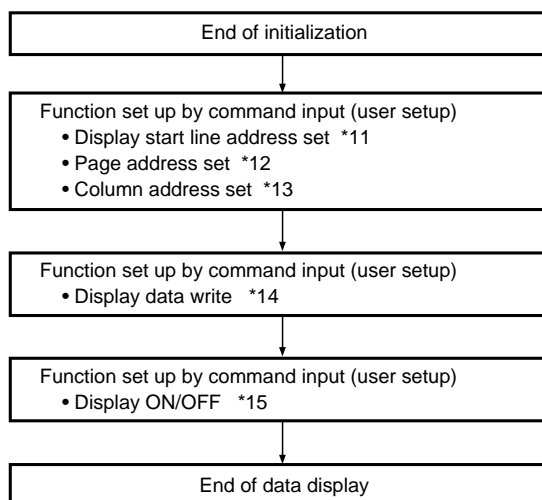 End of initialization
Function set up by command input (user setup)
• Display start line address set *11
• Page address set *12
• Column address set *13
Function set up by command input (user setup)
• Display data write *14
Function set up by command input (user setup)
• Display ON/OFF *15
End of data display